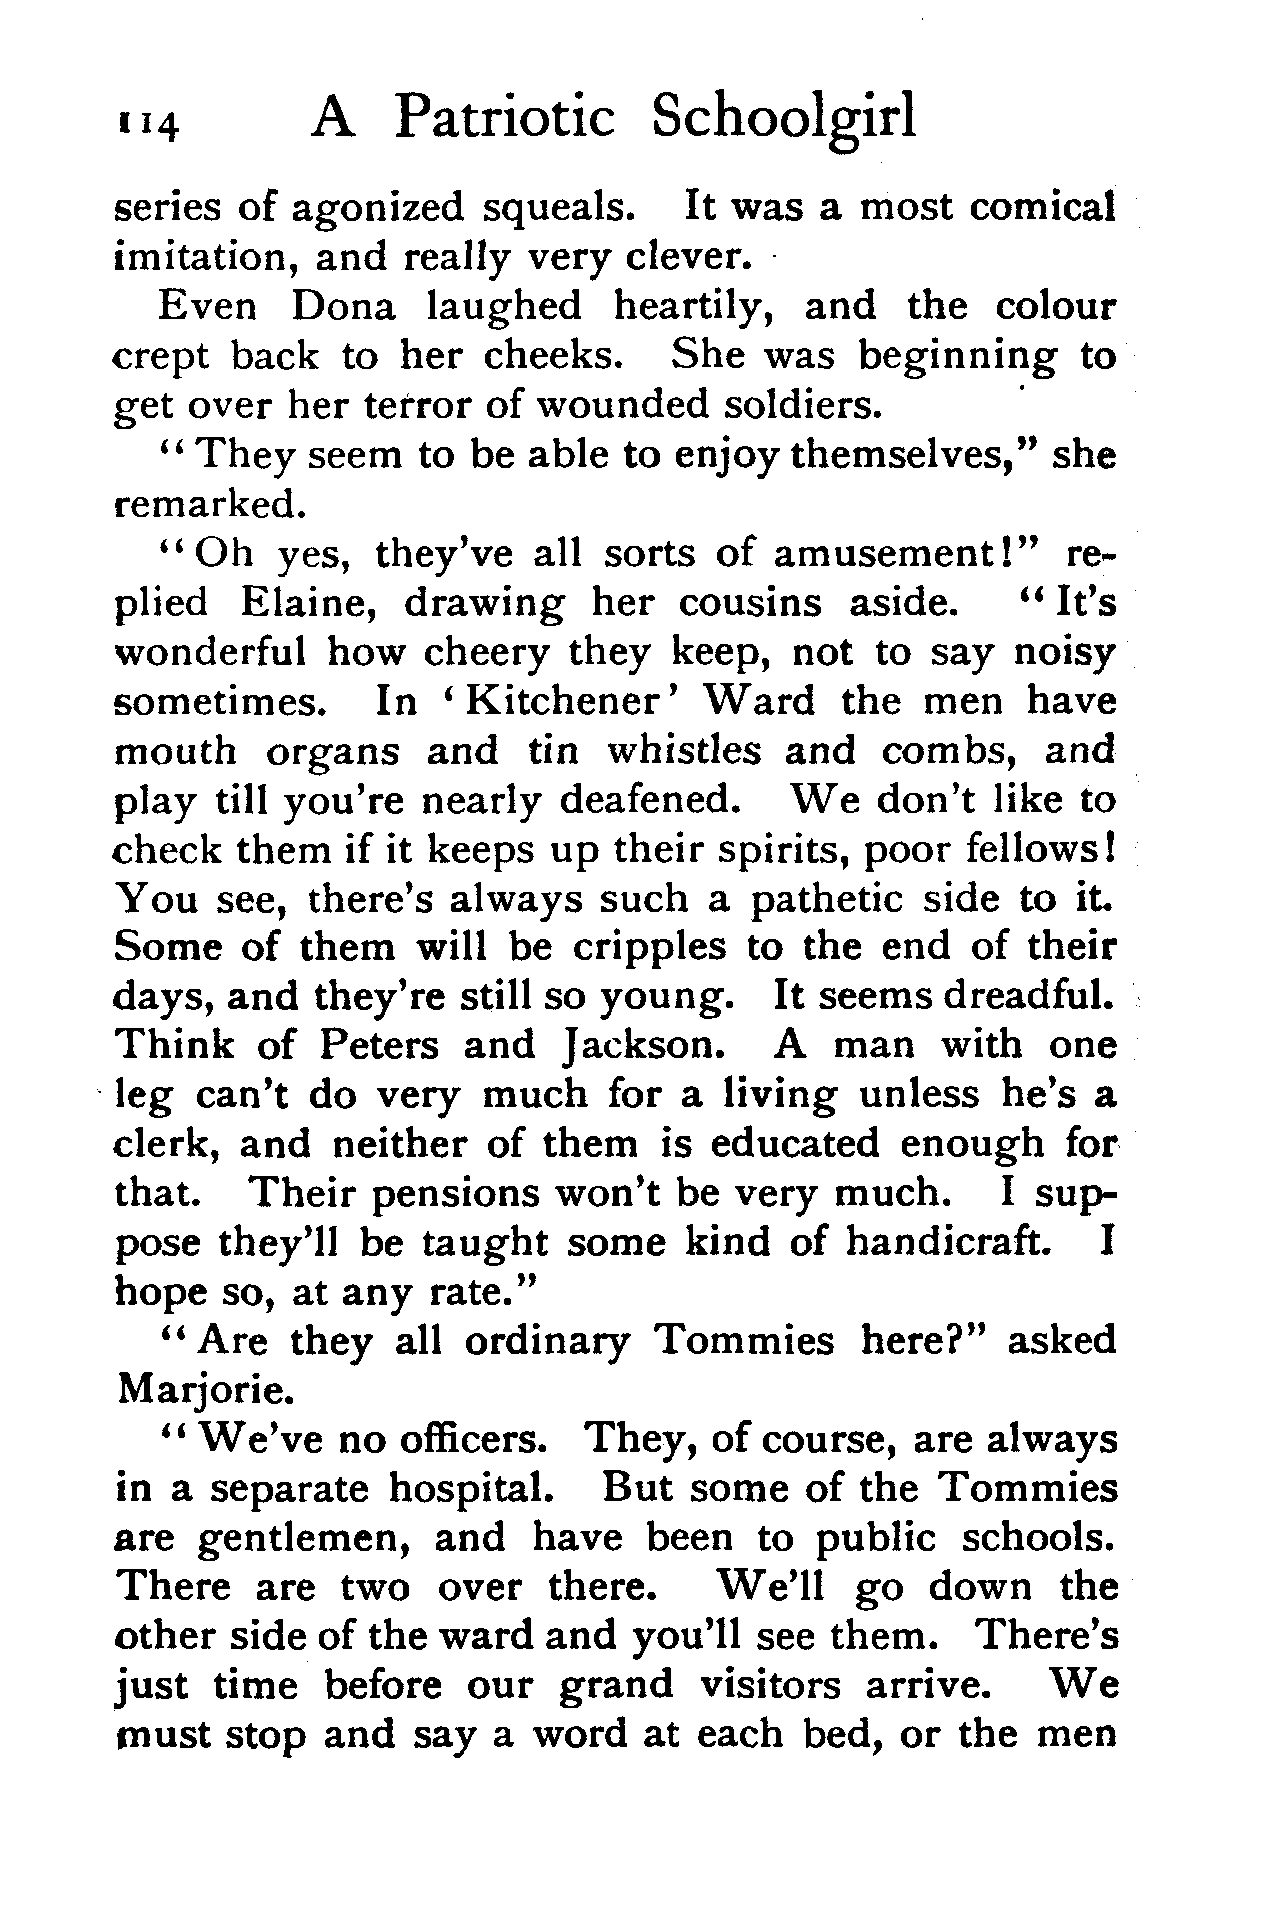 114 A Patriotic Schoolgirl
series of agonized squeals. It was a most comical
imitation, and really very clever.
Even Dona laughed heartily, and the colour
crept back to her cheeks. She was beginning to
get over her terror of wounded soldiers.
"They seem to be able to enjoy themselves," she
remarked.
"Oh yes, they've all sorts of amusement!" re-
plied Elaine, drawing her cousins aside. "It's
wonderful how cheery they keep, not to say noisy
sometimes. In 'Kitchener' Ward the men have
mouth organs and tin whistles and combs, and
play till you're nearly deafened. We don't like to
check them if it keeps up their spirits, poor fellows!
You see, there's always such a pathetic side to it.
Some of them will be cripples to the end of their
days, and they're still so young. It seems dreadful.
Think of Peters and Jackson. A man with one
leg can't do very much for a living unless he's a
clerk, and neither of them is educated enough for
that. Their pensions won't be very much. I sup-
pose they'll be taught some kind of handicraft. I
hope so, at any rate."
"Are they all ordinary Tommies here?" asked
Marjorie.
"We've no officers. They, of course, are always
in a separate hospital. But some of the Tommies
are gentlemen, and have been to public schools.
There are two over there. We'll go down the
other side of the ward and you'll see them. There's
just time before our grand visitors arrive. We
must stop and say a word at each bed, or the men